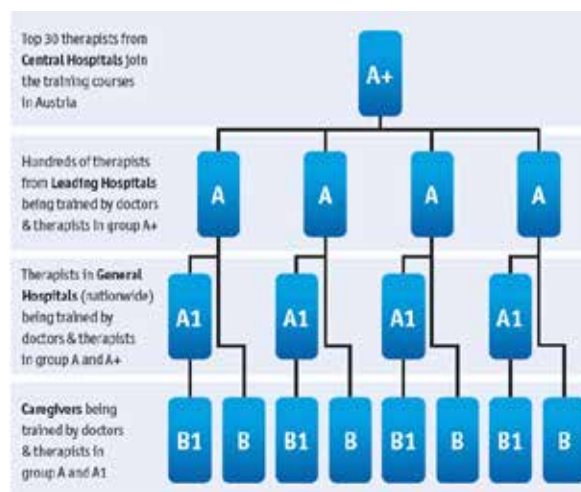 Top 30 therapists from
Central Hospitals join
the training courses
in Austria
A+
Hundreds of therapists
from Leading Hospitals
being trained by doctors
& therapists in group A+
A A A A
Therapists in General
Hospitals (nationwide)
being trained by
doctors & therapists
in group A and A+
A1 A1 A1 A1
Caregivers being
trained by doctors
& therapists in
group A and A1
B1 B B1 B B1 B B1 B